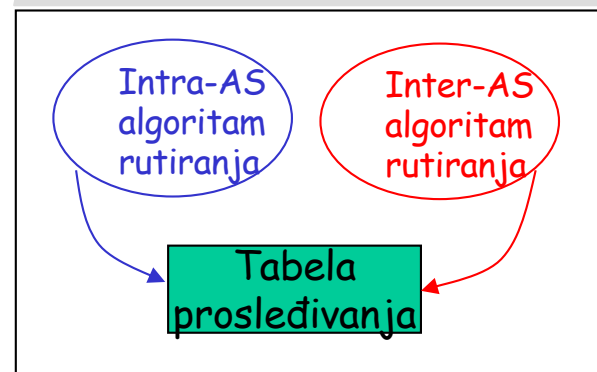 Intra-AS
algoritam
rutiranja
Inter-AS
algoritam
rutiranja
Tabela
prosleđivanja